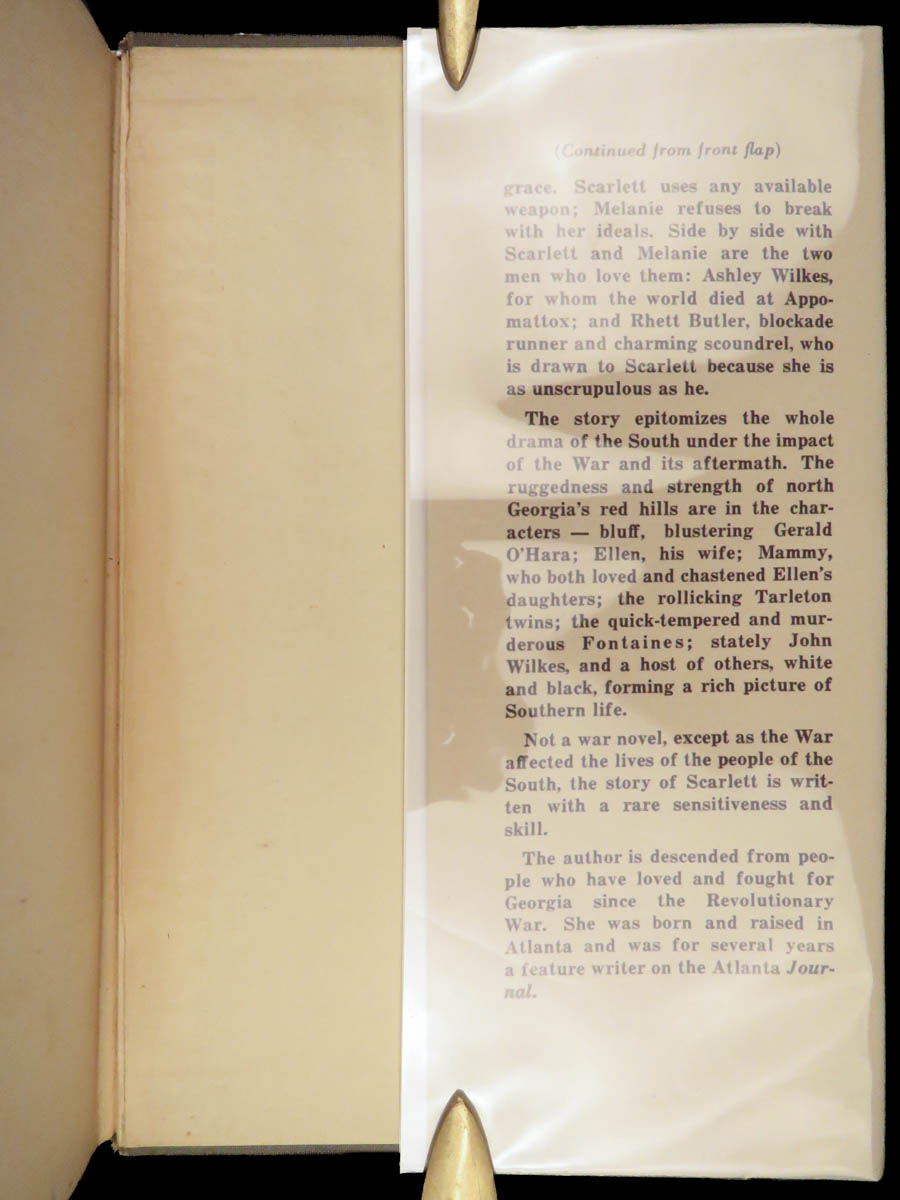 (Continued from front flap)
grace. Scarlett uses any available
weapon; Melanie refuses to break
with her ideals. Side by side with
Scarlett and Melanie are the two
men who love them: Ashley Wilkes,
for whom the world died at Appo-
mattox; and Rhett Butler, blockade
runner and charming scoundrel, who
is drawn to Scarlett because she is
as unscrupulous as he.
The story epitomizes the whole
drama of the South under the impact
of the War and its aftermath. The
ruggedness and strength of north
Georgia's red hills are in the char-
acters — bluff, blustering Gerald
O'Hara; Ellen, his wife; Mammy,
who both loved and chastened Ellen's
daughters; the rollicking Tarleton
twins; the quick-tempered and mur-
derous Fontaines; stately John
Wilkes, and a host of others, white
and black, forming a rich picture of
Southern life.
Not a war novel, except as the War
affected the lives of the people of the
South, the story of Scarlett is writ-
ten with a rare sensitiveness and
skill.
The author is descended from peo-
ple who have loved and fought for
Georgia since the Revolutionary
War. She was born and raised in
Atlanta and was for several years
a feature writer on the Atlanta Jour-
nal.